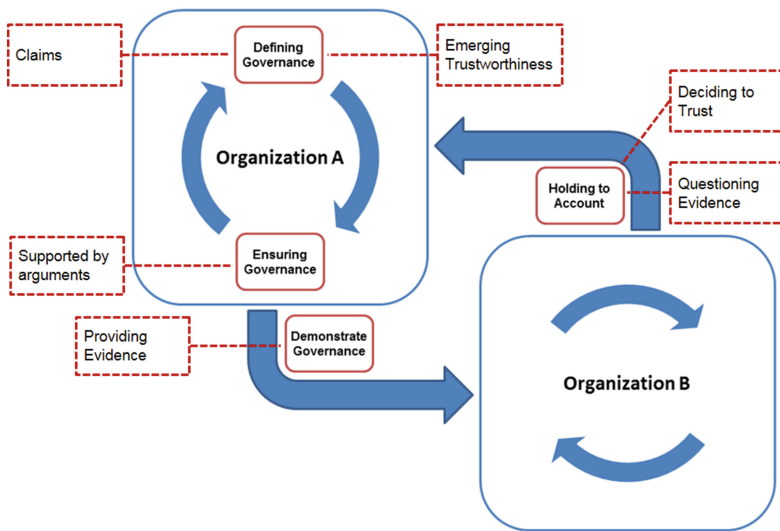 Claims
Defining
Governance
Emerging
Trustworthiness
Deciding to
Trust
Organization A
Holding to
Account
Questioning
Evidence
Supported by
arguments
Ensuring
Governance
Providing
Evidence
Demonstrate
Governance
Organization B